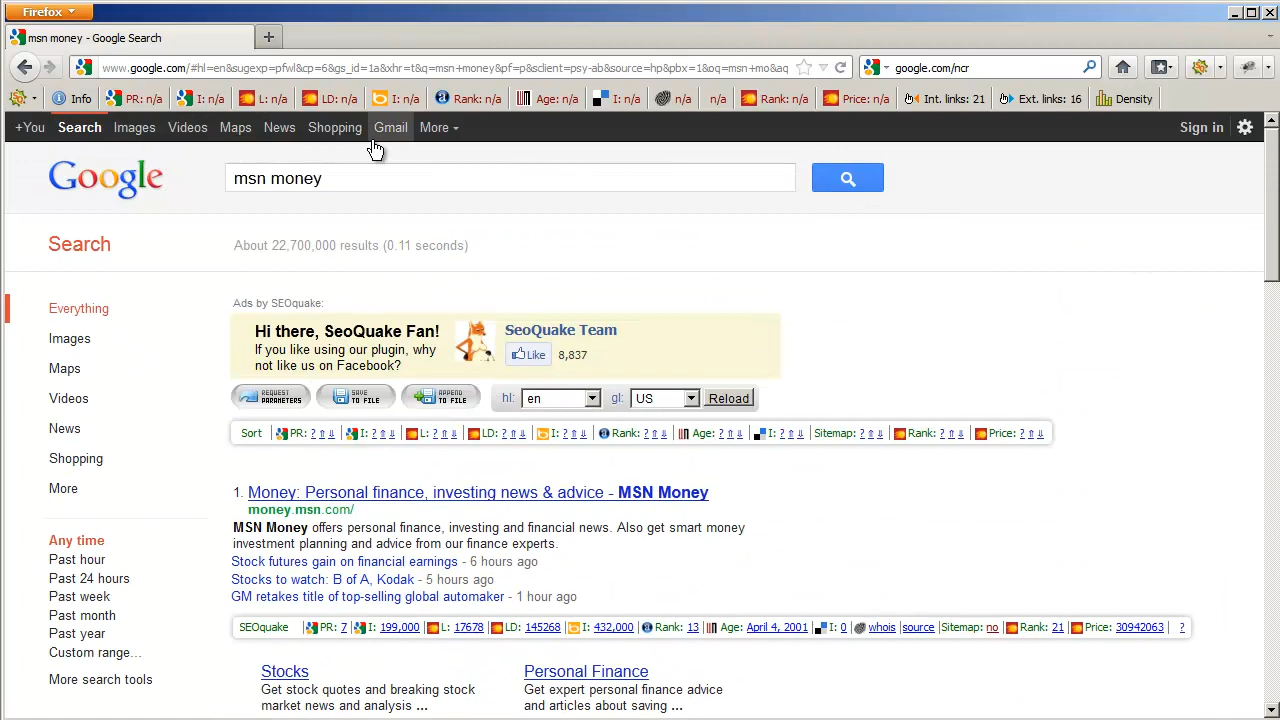 Firefox
msn money - Google Search
www.google.com/#hl=en&sugexp=pfwl&cp=6&gs_id=1a&xhr=t&q=msn+money&pf=p&sclient=psy-ab&source=hp&pbx=1&oq=msn+mo&aq
google.com/ncr
Info PR: n/a I: n/a L: n/a LD: n/a I: n/a Rank: n/a Age: n/a I: n/a n/a n/a Rank: n/a Price: n/a Int. links: 21 Ext. links: 16 Density
+You Search Images Videos Maps News Shopping Gmail More Sign in
Google
msn money
Search
About 22,700,000 results (0.11 seconds)
Everything
Images
Maps
Videos
News
Shopping
More
Any time
Past hour
Past 24 hours
Past week
Past month
Past year
Custom range...
More search tools
Ads by SEOquake:
Hi there, SeoQuake Fan!
If you like using our plugin, why
not like us on Facebook?
SeoQuake Team
Like 8,837
REQUEST PARAMETERS
SAVE TO FILE
APPEND TO FILE
hl: en gl: US Reload
Sort PR: ? I: ? L: ? LD: ? I: ? Rank: ? Age: ? I: ? Sitemap: ? Rank: ? Price: ?
1. Money: Personal finance, investing news & advice - MSN Money
money.msn.com/
MSN Money offers personal finance, investing and financial news. Also get smart money
investment planning and advice from our finance experts.
Stock futures gain on financial earnings - 6 hours ago
Stocks to watch: B of A, Kodak - 5 hours ago
GM retakes title of top-selling global automaker - 1 hour ago
SEOquake PR: 7 I: 199,000 L: 17678 LD: 145268 I: 432,000 Rank: 13 Age: April 4, 2001 I: 0 whois source Sitemap: no Rank: 21 Price: 30942063 ?
Stocks
Get stock quotes and breaking stock
market news and analysis ...
Personal Finance
Get expert personal finance advice
and articles about saving ...